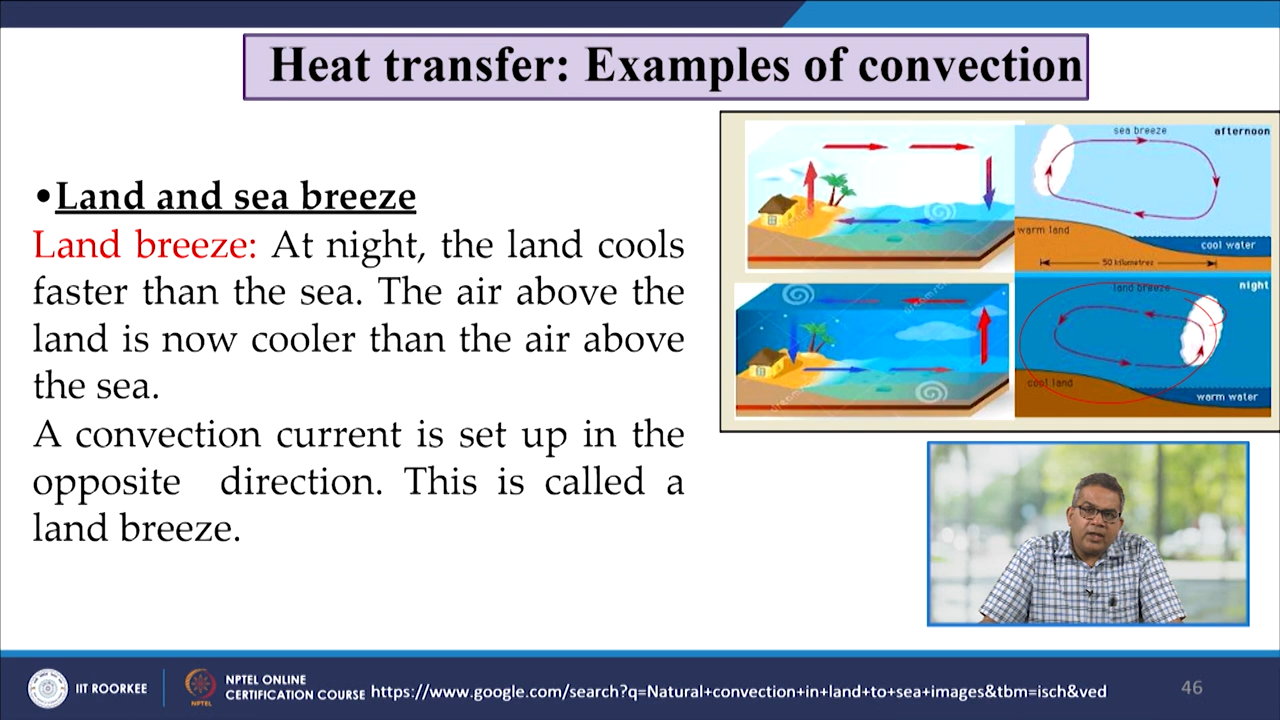 Heat transfer: Examples of convection
•Land and sea breeze
Land breeze: At night, the land cools
faster than the sea. The air above the
land is now cooler than the air above
the sea.
A convection current is set up in the
opposite direction. This is called a
land breeze.
sea breeze
afternoon
warm land
cool water
50 kilometres
land breeze
night
cool land
warm water
IIT ROORKEE
NPTEL
NPTEL ONLINE
CERTIFICATION COURSE
https://www.google.com/search?q=Natural+convection+in+land+to+sea+images&tbm=isch&ved
46